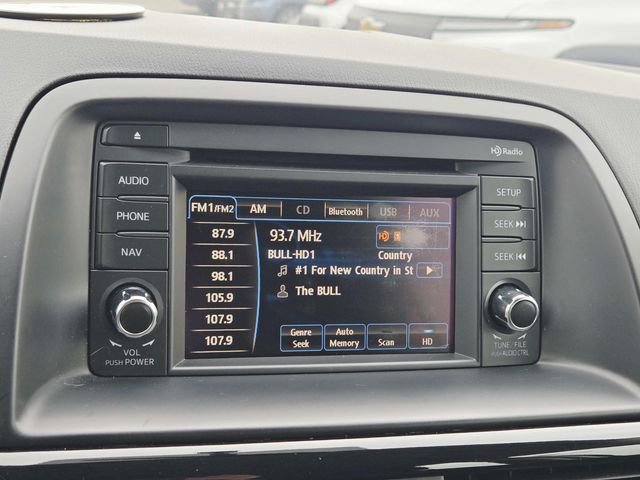 HD Radio
AUDIO
PHONE
NAV
VOL
PUSH POWER
FM1/FM2 AM CD Bluetooth USB AUX
87.9
88.1
98.1
105.9
107.9
107.9
93.7 MHz
HD
BULL-HD1 Country
#1 For New Country in St
The BULL
Genre Seek
Auto Memory
Scan
HD
SETUP
SEEK
SEEK
TUNE/FILE
PUSH AUDIO CTRL